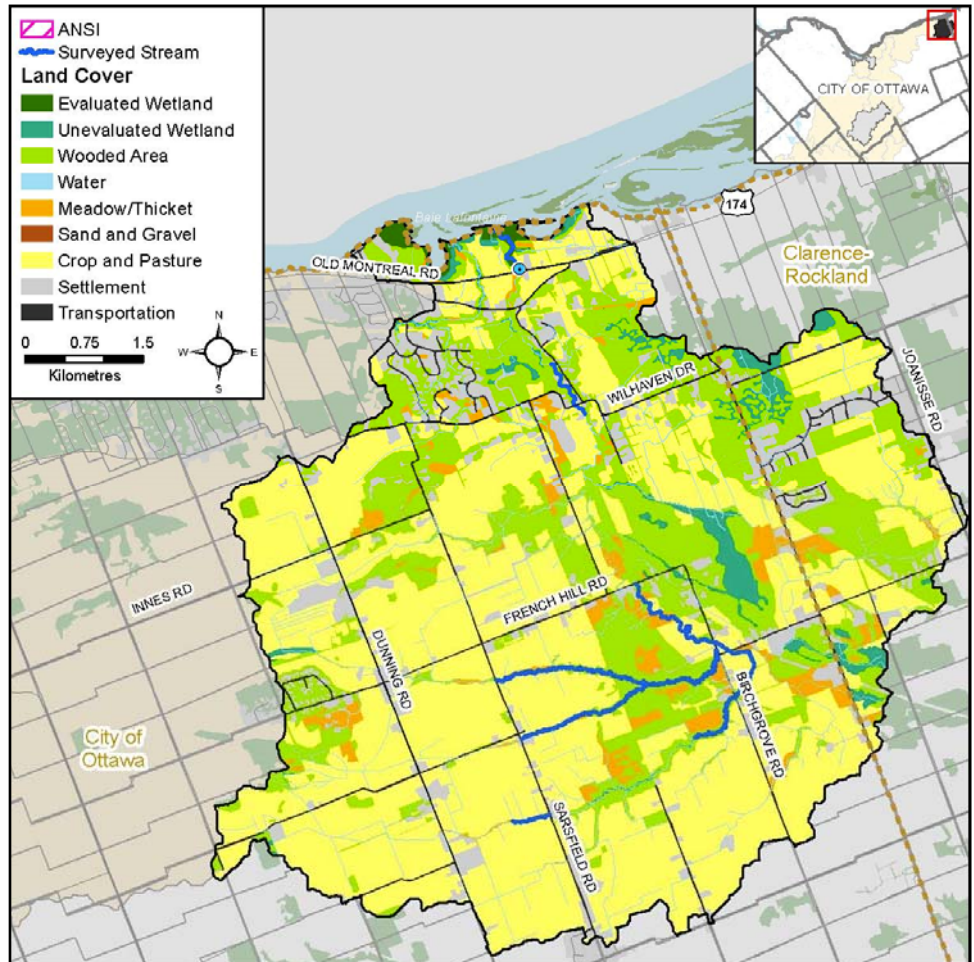 ANSI
Surveyed Stream
Land Cover
Evaluated Wetland
Unevaluated Wetland
Wooded Area
Water
Meadow/Thicket
Sand and Gravel
Crop and Pasture
Settlement
Transportation
0 0.75 1.5
Kilometres
N
W E
S
CITY OF OTTAWA
174
Baie Lafontaine
OLD MONTREAL RD
Clarence-
Rockland
JOANISSE RD
WILHAVEN DR
INNES RD
FRENCH HILL RD
DUNNING RD
BIRCHGROVE RD
City of
Ottawa
SARSFIELD RD